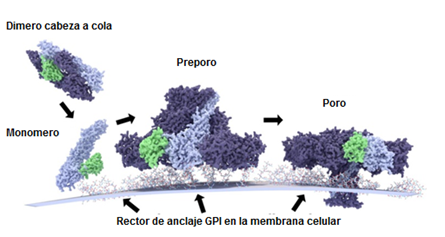 Dimero cabeza a cola
Preporo
Poro
Monomero
Rector de anclaje GPI en la membrana celular